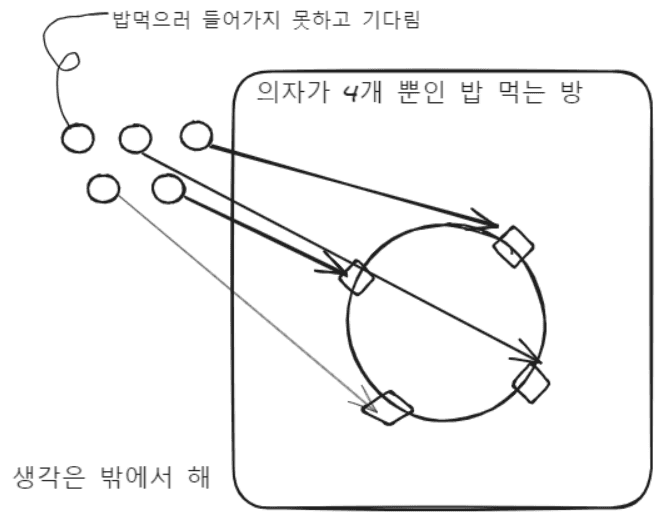 밥먹으러 들어가지 못하고 기다림
의자가 4개 뿐인 밥 먹는 방
생각은 밖에서 해